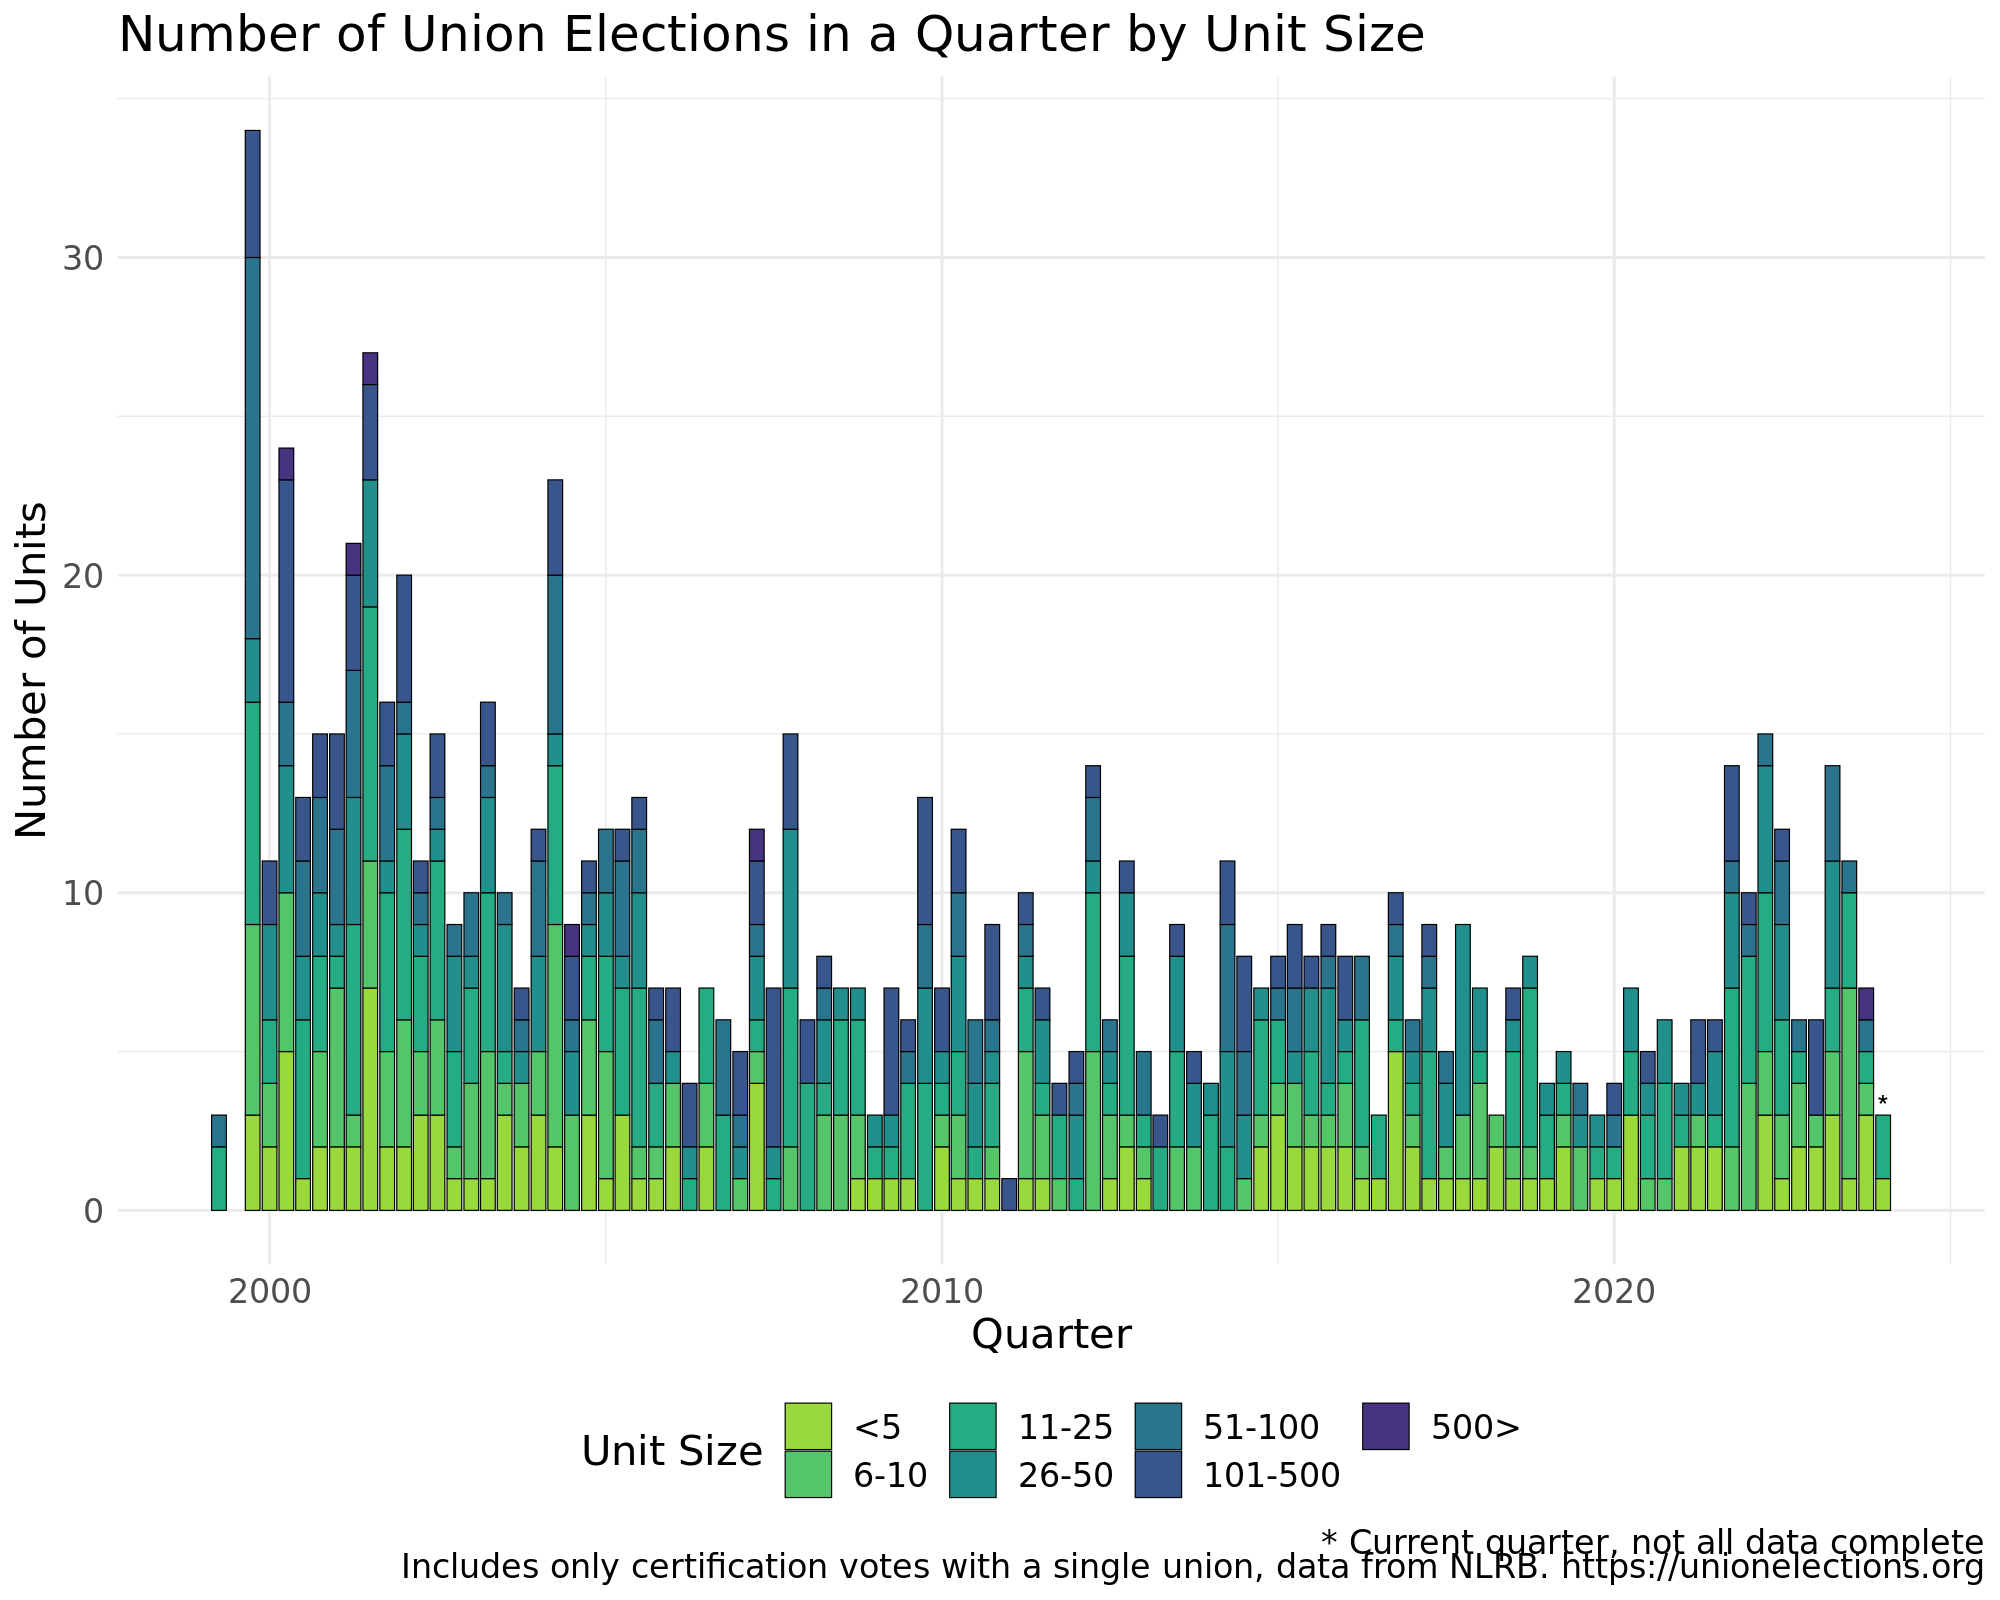 Number of Union Elections in a Quarter by Unit Size
Number of Units
30
20
10
0
*
2000 2010 2020
Quarter
Unit Size
<5 11-25 51-100 500>
6-10 26-50 101-500
* Current quarter, not all data complete
Includes only certification votes with a single union, data from NLRB. https://unionelections.org